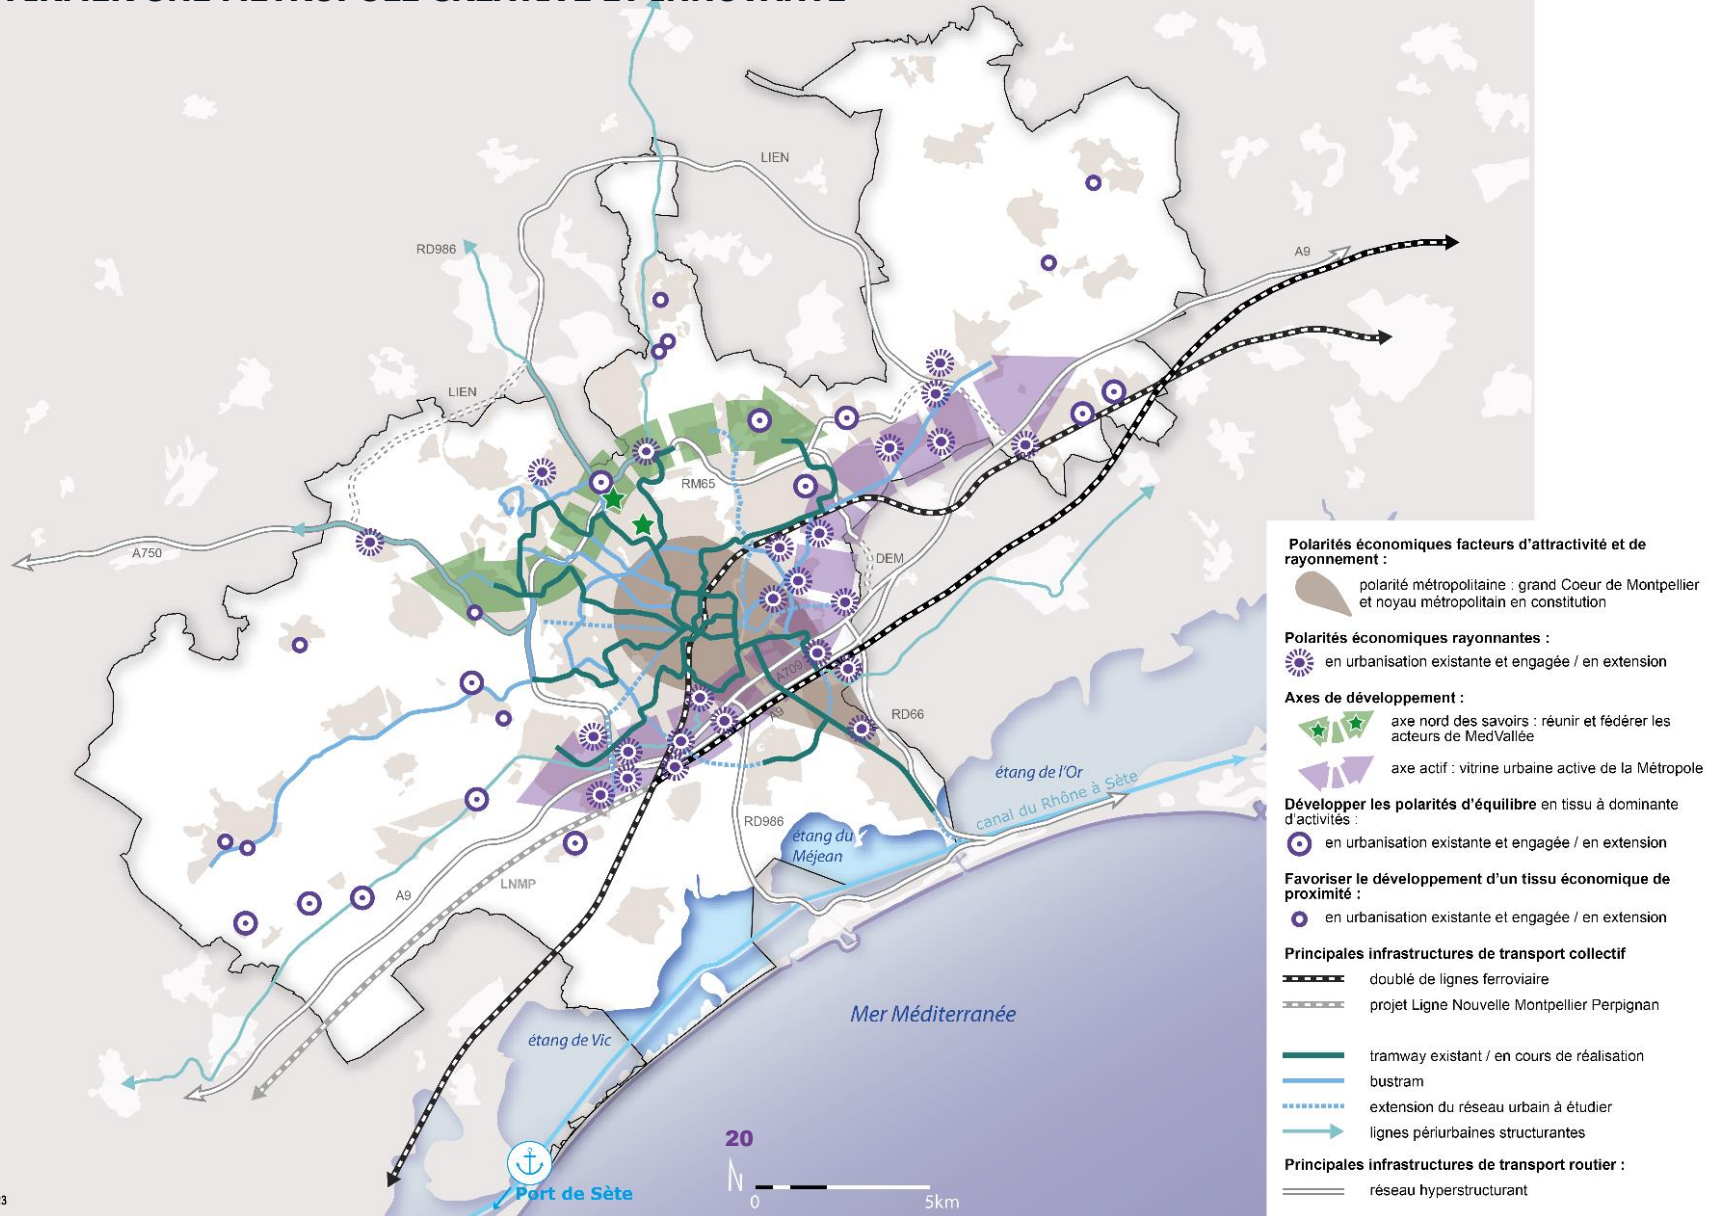 LIEN
RD986
A9
LIEN
RM65
A750
DEM
A709
A9
RD66
étang de l'Or
canal du Rhône à Sète
RD986
étang du
Méjean
LNMP
A9
étang de Vic
Mer Méditerranée
Port de Sète
20
N
0 5km
Polarités économiques facteurs d'attractivité et de
rayonnement :
polarité métropolitaine : grand Coeur de Montpellier
et noyau métropolitain en constitution
Polarités économiques rayonnantes :
en urbanisation existante et engagée / en extension
Axes de développement :
axe nord des savoirs : réunir et fédérer les
acteurs de MedVallée
axe actif : vitrine urbaine active de la Métropole
Développer les polarités d'équilibre en tissu à dominante
d'activités :
en urbanisation existante et engagée / en extension
Favoriser le développement d'un tissu économique de
proximité :
en urbanisation existante et engagée / en extension
Principales infrastructures de transport collectif
doublé de lignes ferroviaire
projet Ligne Nouvelle Montpellier Perpignan
tramway existant / en cours de réalisation
bustram
extension du réseau urbain à étudier
lignes périurbaines structurantes
Principales infrastructures de transport routier :
réseau hyperstructurant